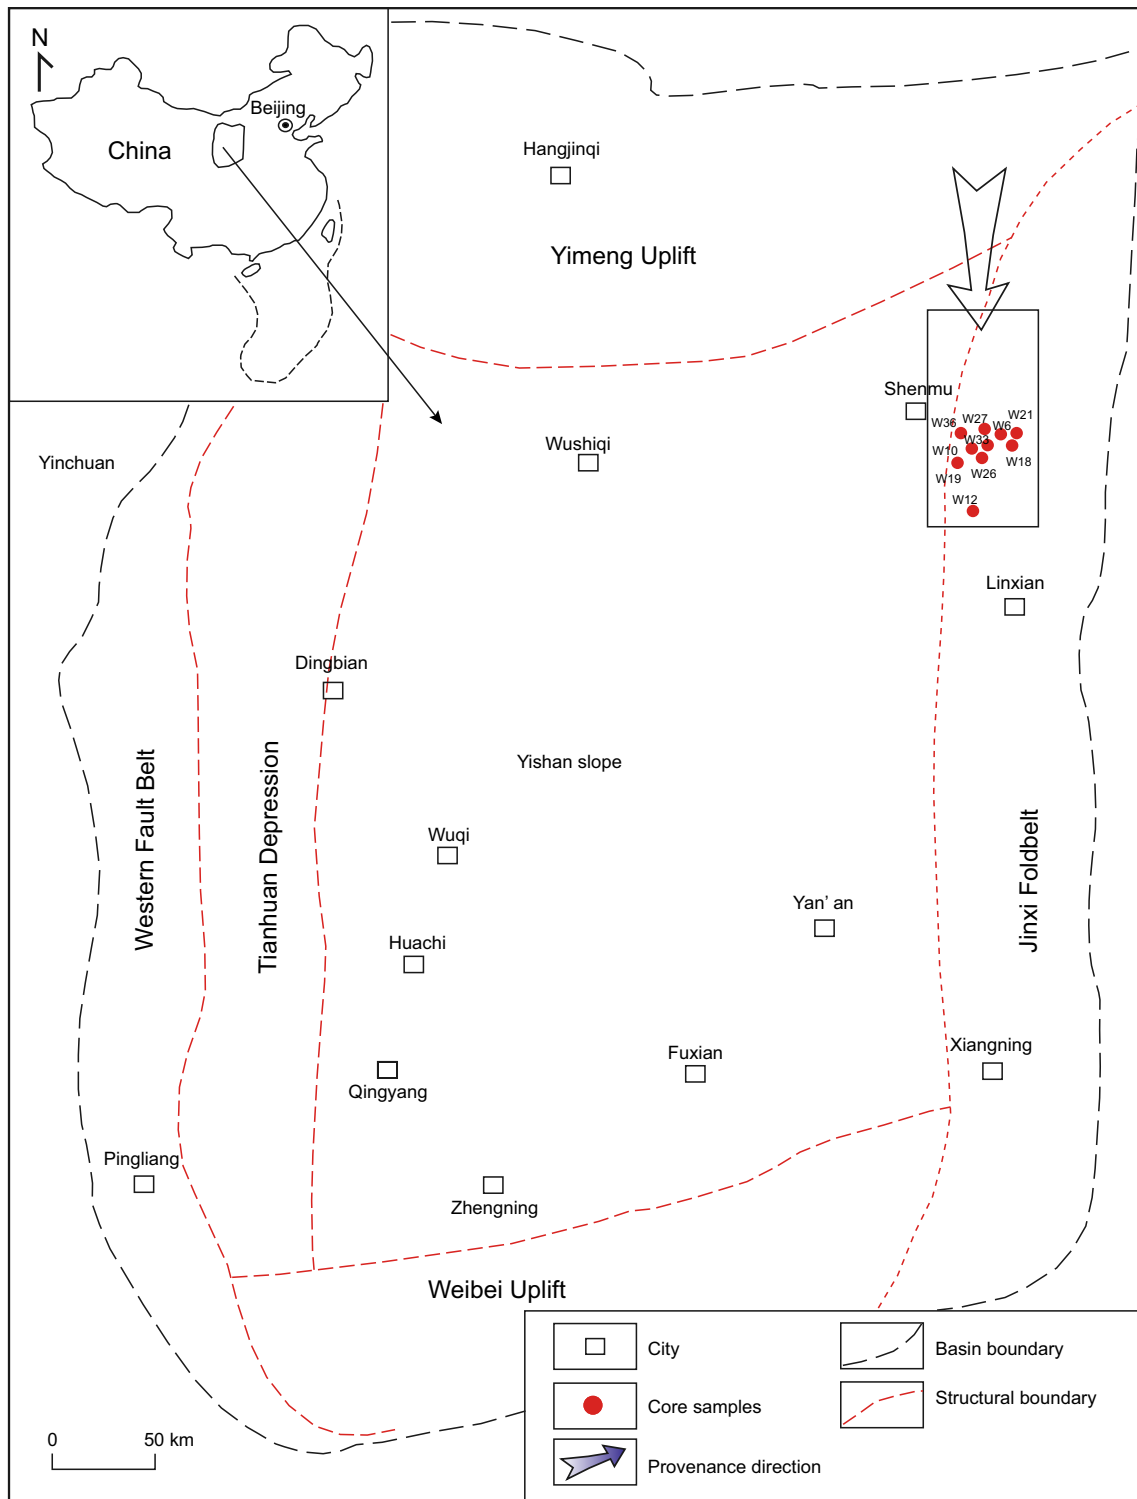 N
Beijing
China
Hangjinqi
Yimeng Uplift
Shenmu
W36
W27
W6
W21
W33
W10
W18
W26
W19
W12
Wushiqi
Yinchuan
Linxian
Dingbian
Yishan slope
Western Fault Belt
Tianhuan Depression
Jinxi Foldbelt
Wuqi
Yan’ an
Huachi
Fuxian
Xiangning
Qingyang
Pingliang
Zhengning
Weibei Uplift
City
Basin boundary
Core samples
Structural boundary
Provenance direction
0 50 km